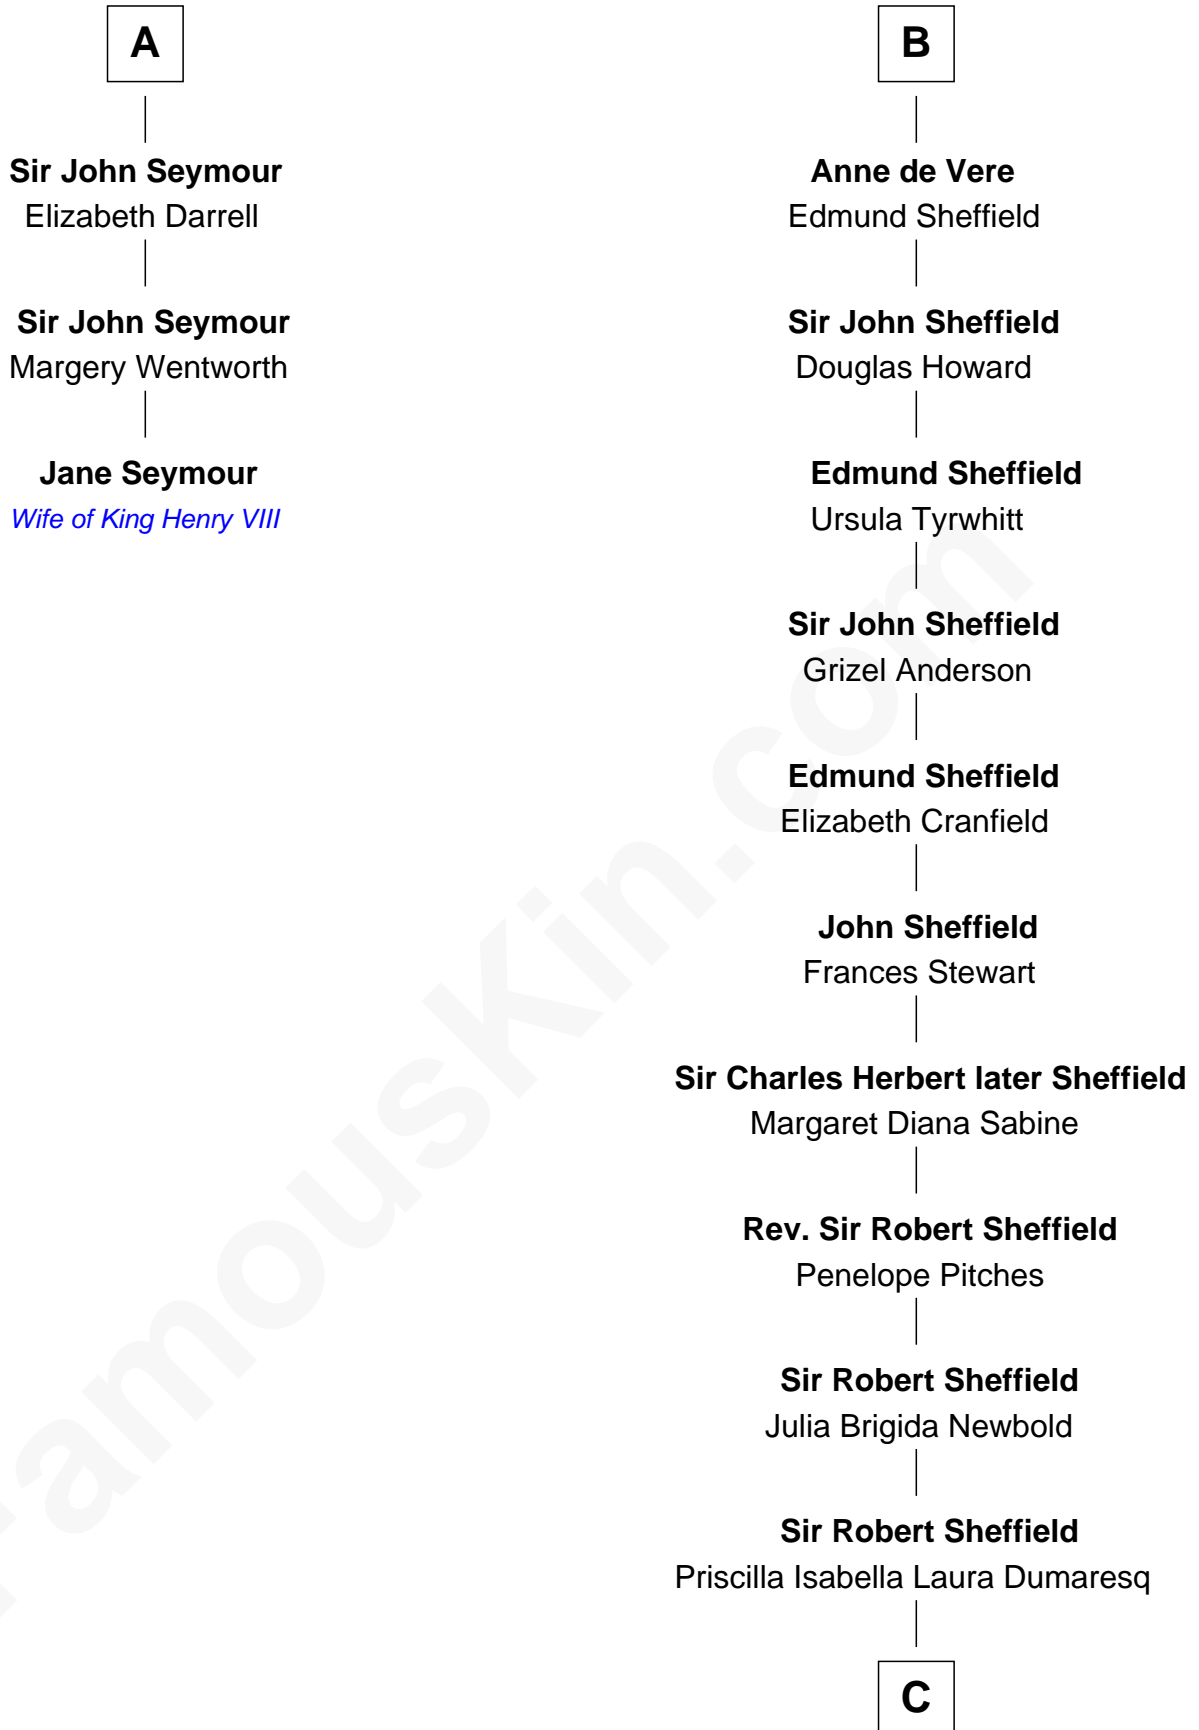 A
Sir John Seymour
Elizabeth Darrell
Sir John Seymour
Margery Wentworth
Jane Seymour
Wife of King Henry VIII
B
Anne de Vere
Edmund Sheffield
Sir John Sheffield
Douglas Howard
Edmund Sheffield
Ursula Tyrwhitt
Sir John Sheffield
Grizel Anderson
Edmund Sheffield
Elizabeth Cranfield
John Sheffield
Frances Stewart
Sir Charles Herbert later Sheffield
Margaret Diana Sabine
Rev. Sir Robert Sheffield
Penelope Pitches
Sir Robert Sheffield
Julia Brigida Newbold
Sir Robert Sheffield
Priscilla Isabella Laura Dumaresq
C
FamousKin.com